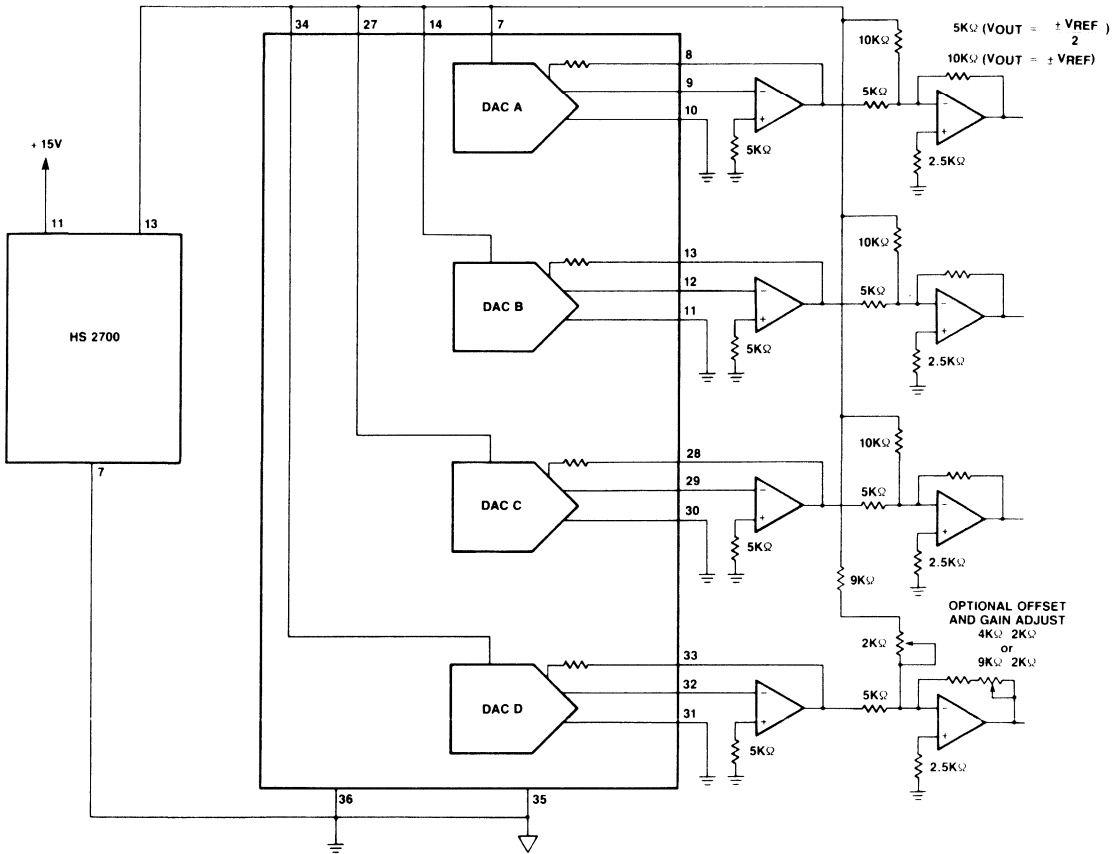 34
27
14
7
5KΩ (VOUT = ± VREF / 2 )
10KΩ (VOUT = ± VREF)
10KΩ
8
9
10
DAC A
5KΩ
5KΩ
2.5KΩ
+ 15V
11
13
HS 2700
7
10KΩ
13
12
11
DAC B
5KΩ
5KΩ
2.5KΩ
10KΩ
28
29
30
DAC C
5KΩ
5KΩ
2.5KΩ
9KΩ
OPTIONAL OFFSET
AND GAIN ADJUST
4KΩ 2KΩ
or
9KΩ 2KΩ
2KΩ
33
32
31
DAC D
5KΩ
5KΩ
2.5KΩ
36
35